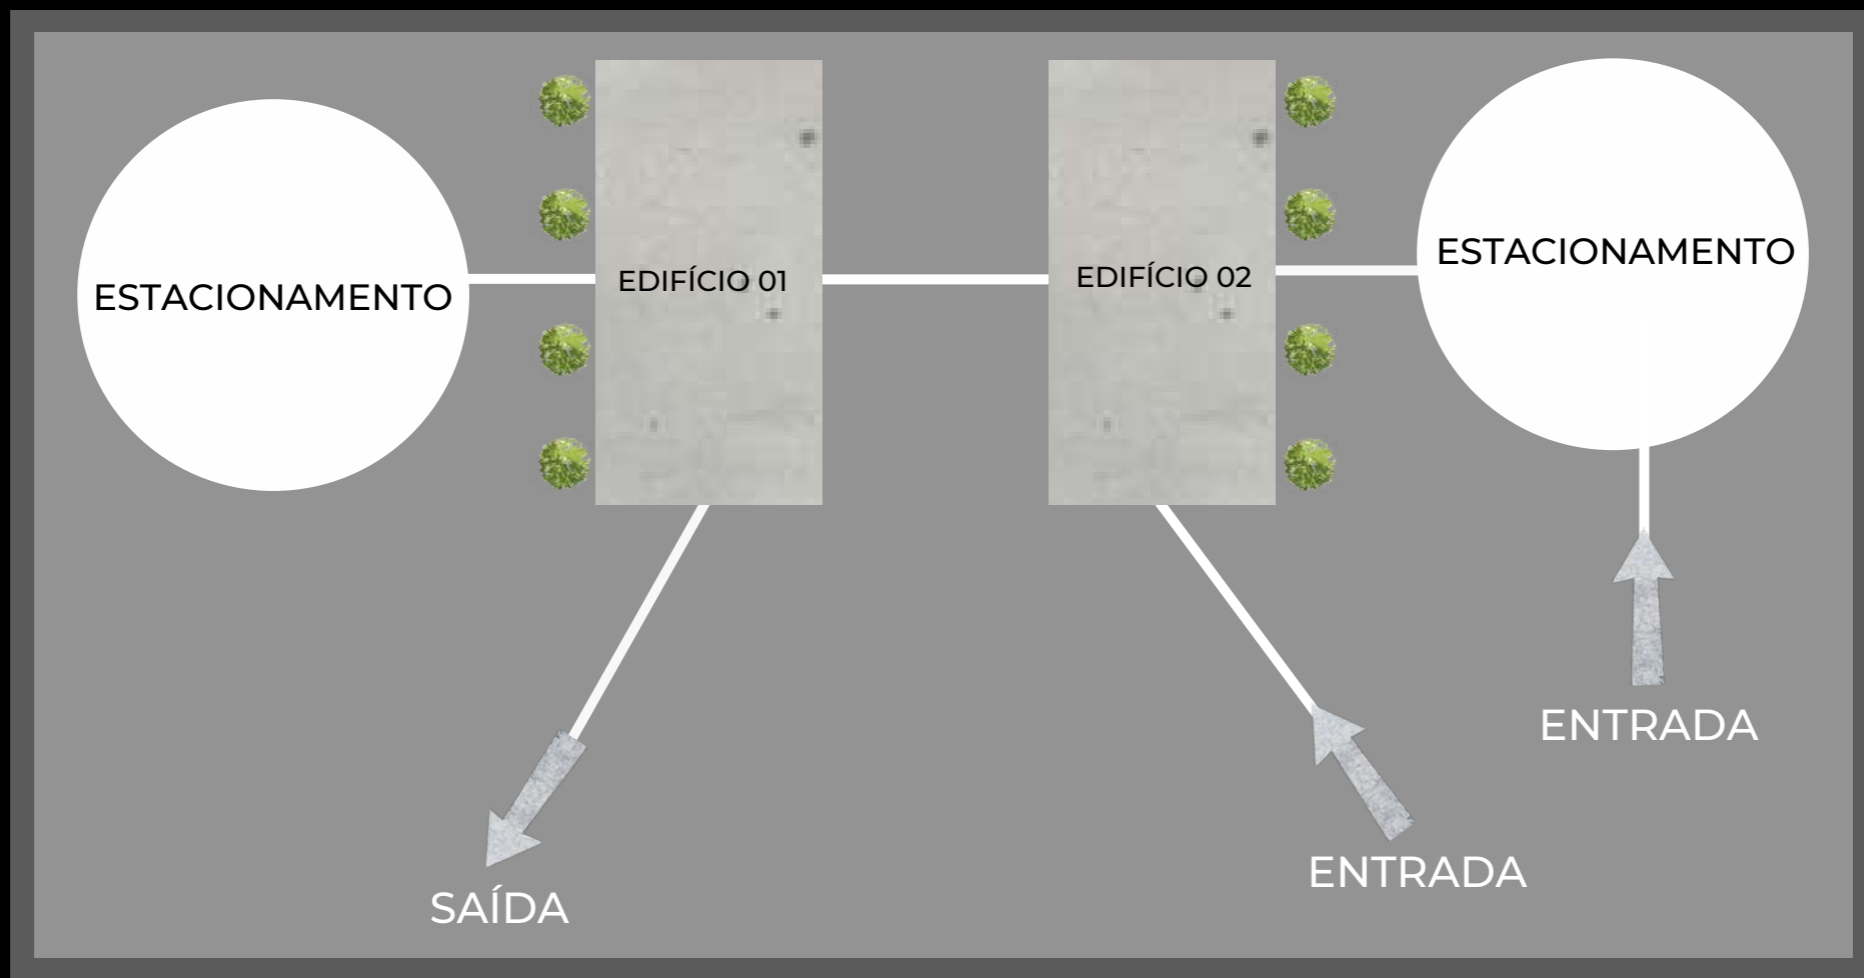 ESTACIONAMENTO
EDIFÍCIO 01
EDIFÍCIO 02
ESTACIONAMENTO
ENTRADA
ENTRADA
SAÍDA